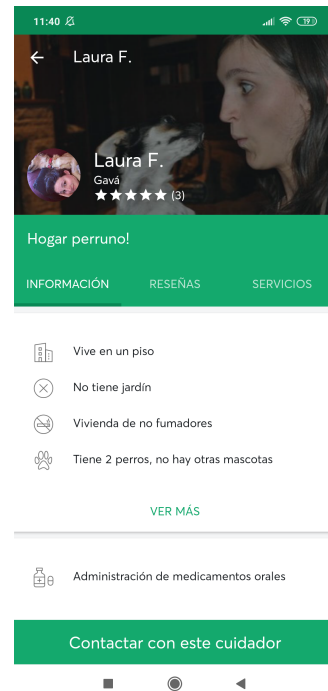 11:40
19
Laura F.
Laura F.
Gavá
(3)
Hogar perruno!
INFORMACIÓN RESEÑAS SERVICIOS
Vive en un piso
No tiene jardín
Vivienda de no fumadores
Tiene 2 perros, no hay otras mascotas
VER MÁS
Administración de medicamentos orales
Contactar con este cuidador